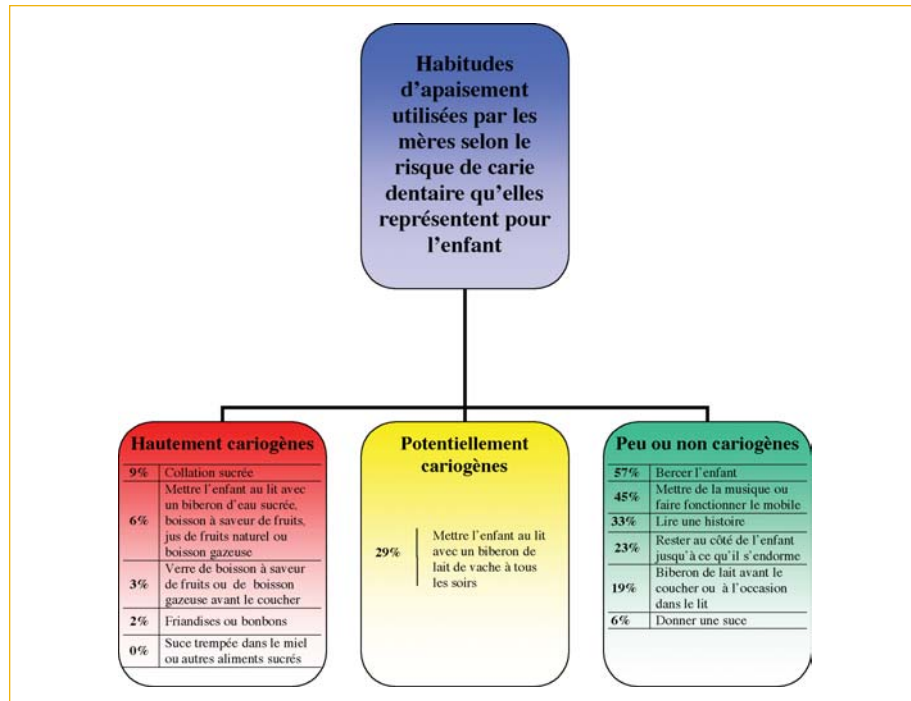 Habitudes
d'apaisement
utilisées par les
mères selon le
risque de carie
dentaire qu'elles
représentent pour
l'enfant
Hautement cariogènes
9% Collation sucrée
6% Mettre l'enfant au lit avec
un biberon d'eau sucrée,
boisson à saveur de fruits,
jus de fruits naturel ou
boisson gazeuse
3% Verre de boisson à saveur
de fruits ou de boisson
gazeuse avant le coucher
2% Friandises ou bonbons
0% Suce trempée dans le miel
ou autres aliments sucrés
Potentiellement
cariogènes
29% Mettre l'enfant au lit
avec un biberon de
lait de vache à tous
les soirs
Peu ou non cariogènes
57% Bercer l'enfant
45% Mettre de la musique ou
faire fonctionner le mobile
33% Lire une histoire
23% Rester au côté de l'enfant
jusqu'à ce qu'il s'endorme
19% Biberon de lait avant le
coucher ou à l'occasion
dans le lit
6% Donner une suce